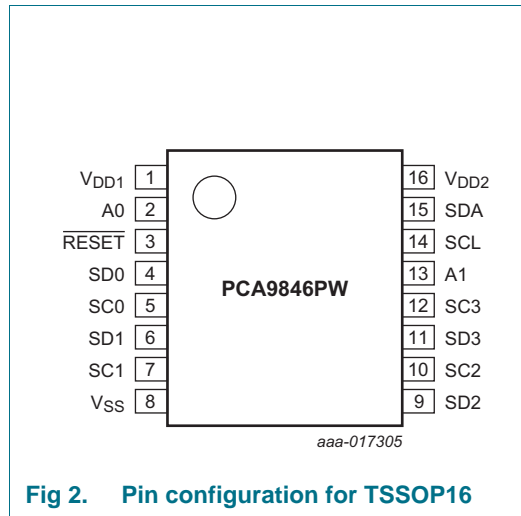 VDD1 1 16 VDD2
A0 2 15 SDA
RESET 3 14 SCL
SD0 4 13 A1
PCA9846PW
SC0 5 12 SC3
SD1 6 11 SD3
SC1 7 10 SC2
VSS 8 9 SD2
aaa-017305
Fig 2. Pin configuration for TSSOP16